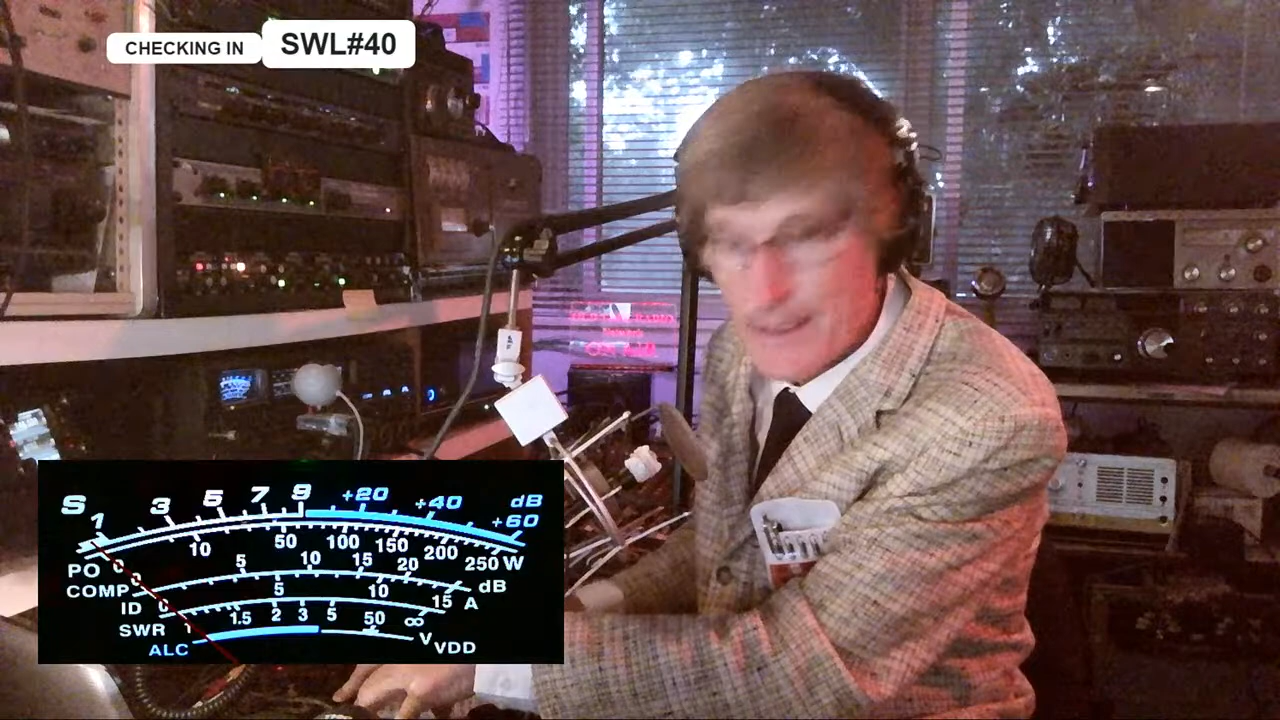 CHECKING IN
SWL#40
S 1 3 5 7 9 +20 +40 +60 dB
PO 0 10 50 100 150 200 250 W
COMP 0 5 10 15 20 dB
ID 0 5 10 15 A
SWR 1 1.5 2 3 5 50 ∞
ALC
V VDD